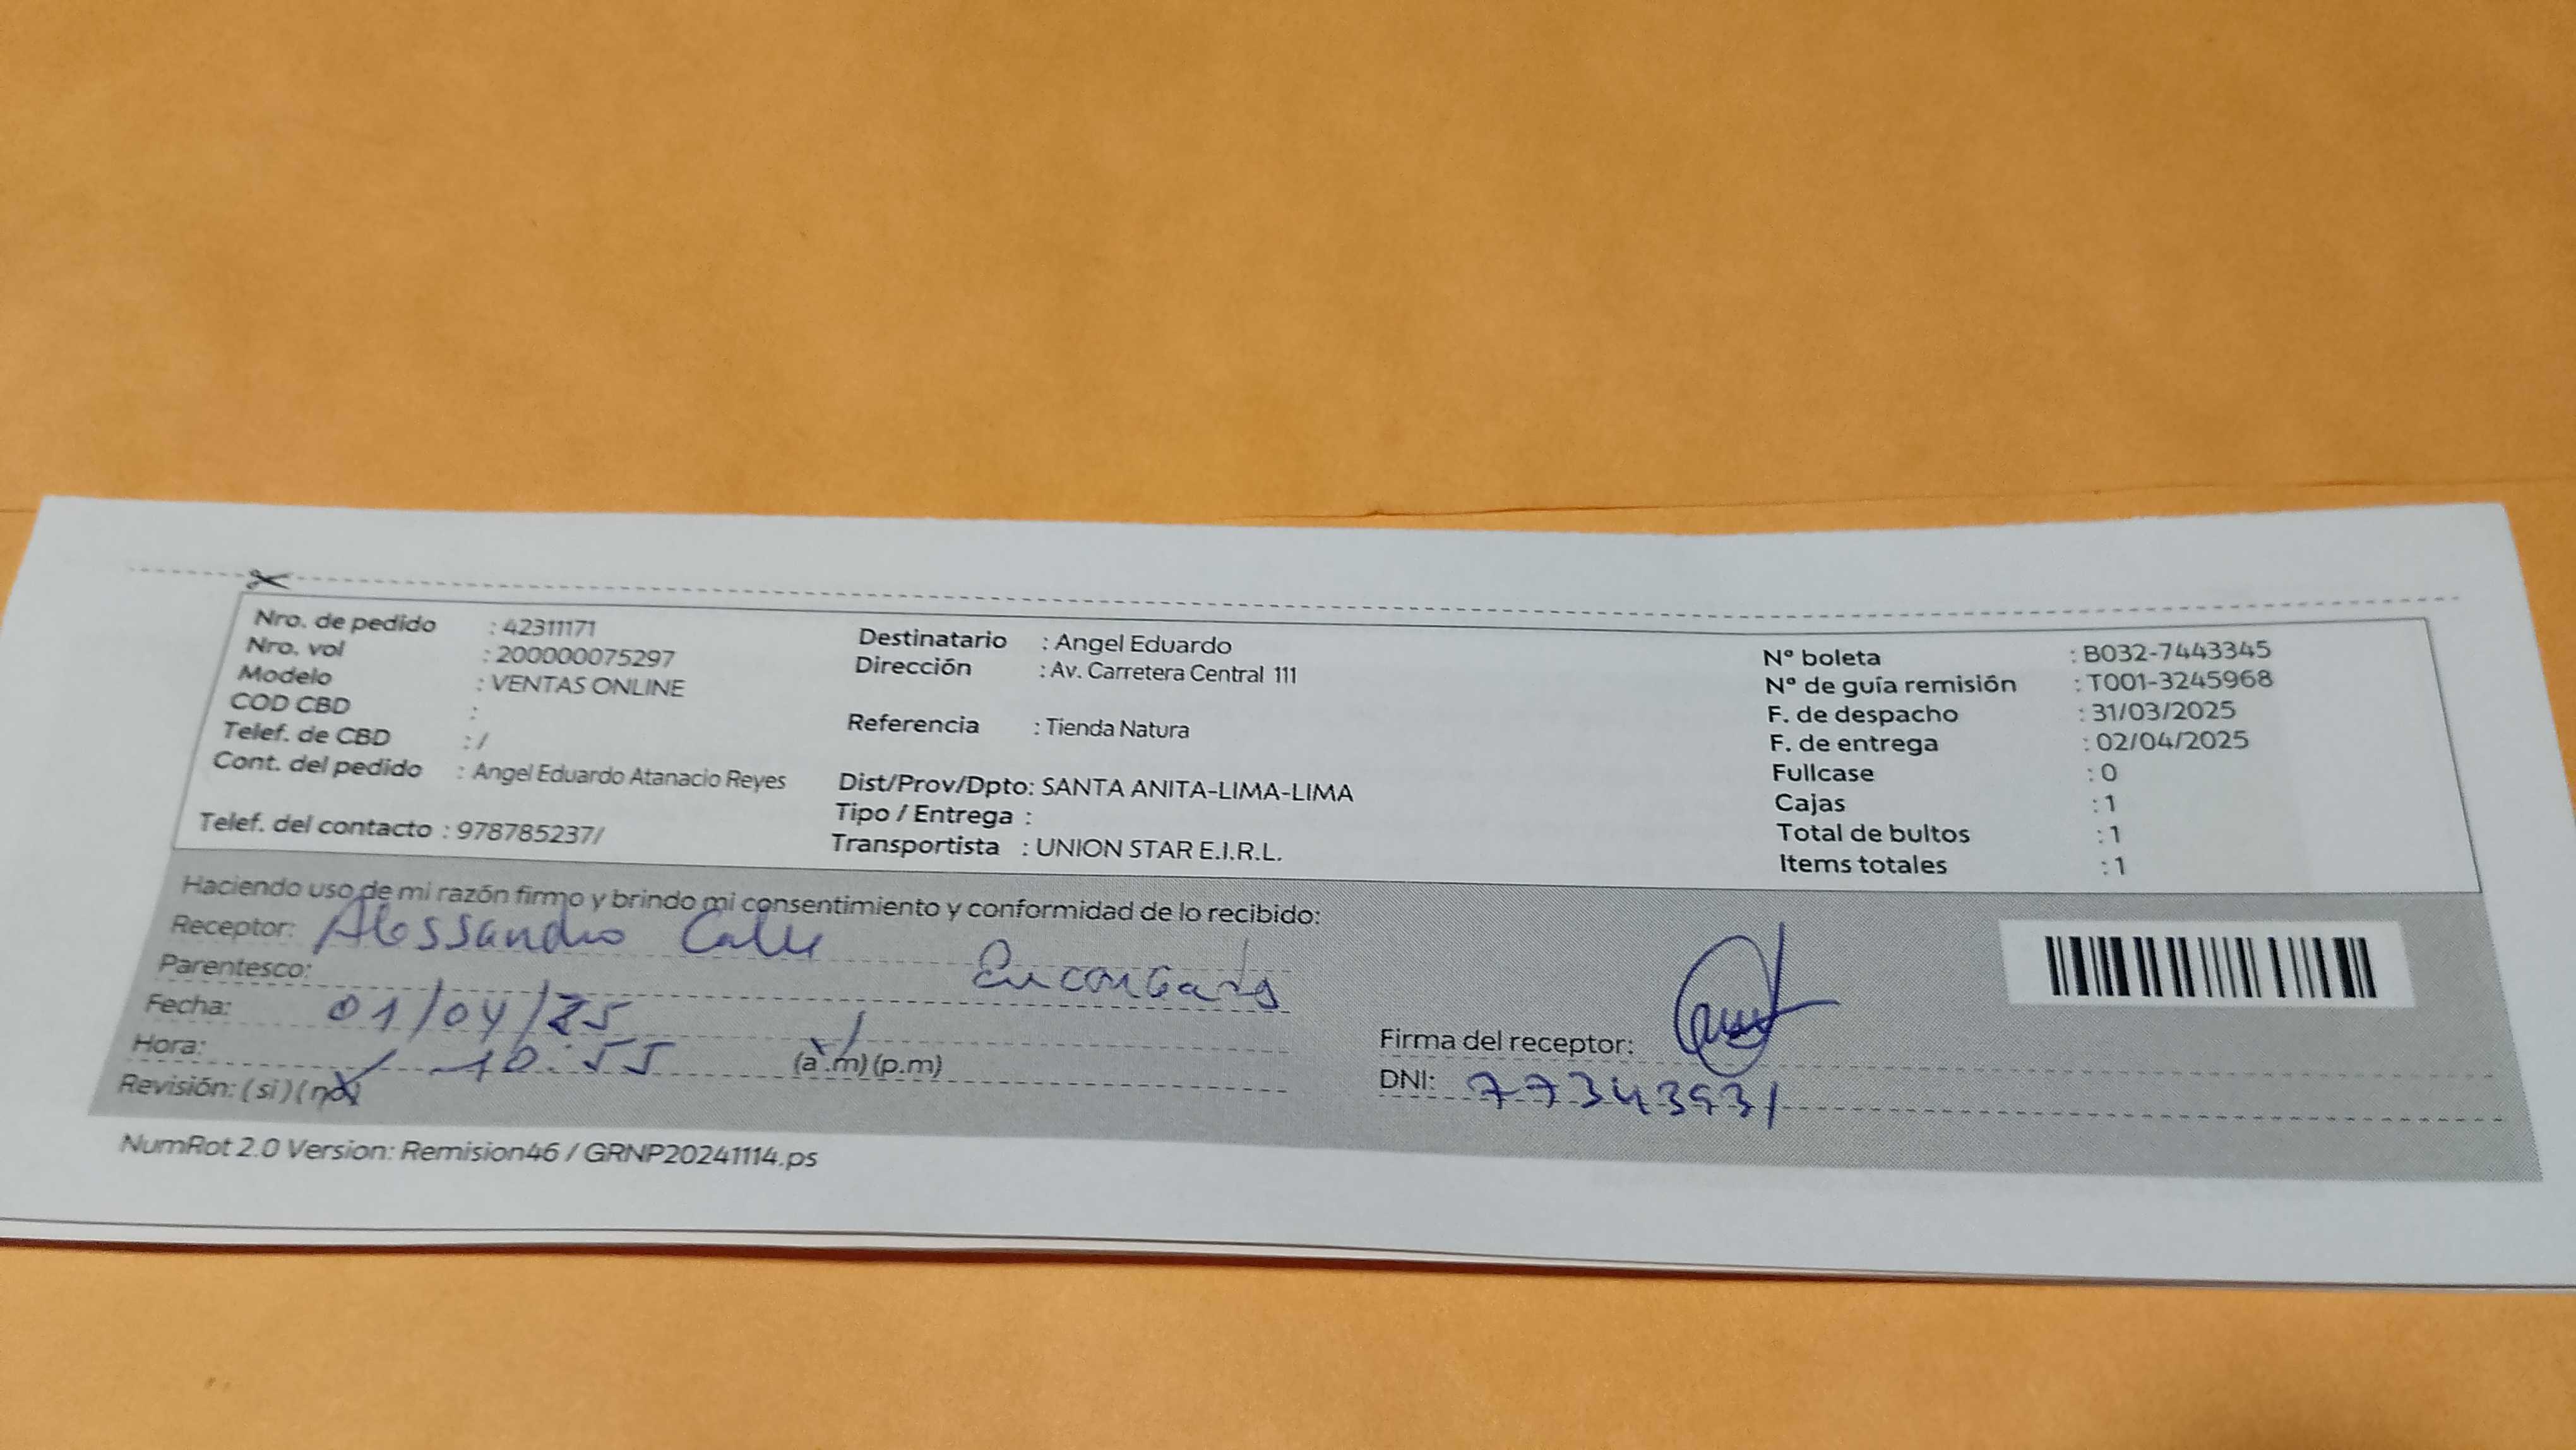 Nro. de pedido : 42311171
Nro. vol : 200000075297
Modelo : VENTAS ONLINE
COD CBD :
Telef. de CBD : /
Cont. del pedido : Angel Eduardo Atanacio Reyes
Telef. del contacto : 978785237/
Destinatario : Angel Eduardo
Dirección : Av. Carretera Central 111
Referencia : Tienda Natura
Dist/Prov/Dpto: SANTA ANITA-LIMA-LIMA
Tipo / Entrega :
Transportista : UNION STAR E.I.R.L.
N° boleta : B032-7443345
N° de guía remisión : T001-3245968
F. de despacho : 31/03/2025
F. de entrega : 02/04/2025
Fullcase : 0
Cajas : 1
Total de bultos : 1
Items totales : 1
Haciendo uso de mi razón firmo y brindo mi consentimiento y conformidad de lo recibido:
Receptor: Alessandro Calle
Parentesco: Encargado
Fecha: 01/04/25
Hora: 10:55 (a.m) (p.m)
Revisión: (si) (no)
Firma del receptor:
DNI: 77343931
NumRot 2.0 Version: Remision46 / GRNP20241114.ps